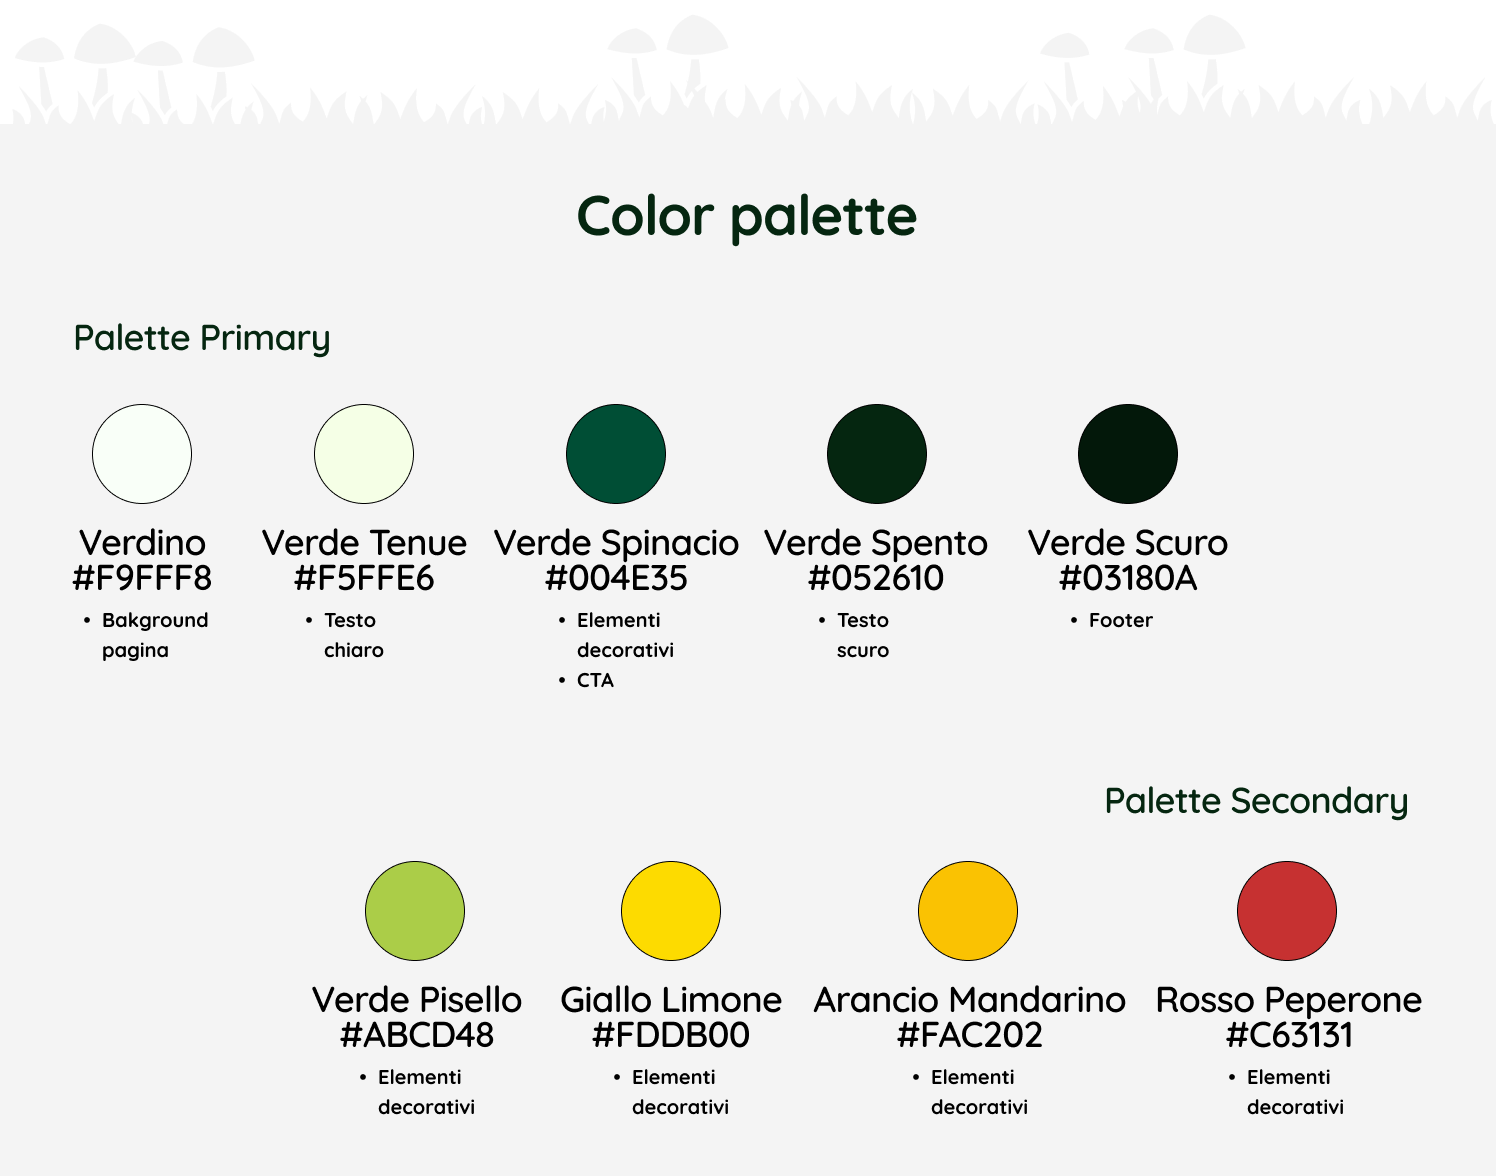 Color palette
Palette Primary
Verdino
#F9FFF8
• Bakground
pagina
Verde Tenue
#F5FFE6
• Testo
chiaro
Verde Spinacio
#004E35
• Elementi
decorativi
• CTA
Verde Spento
#052610
• Testo
scuro
Verde Scuro
#03180A
• Footer
Palette Secondary
Verde Pisello
#ABCD48
• Elementi
decorativi
Giallo Limone
#FDDB00
• Elementi
decorativi
Arancio Mandarino
#FAC202
• Elementi
decorativi
Rosso Peperone
#C63131
• Elementi
decorativi